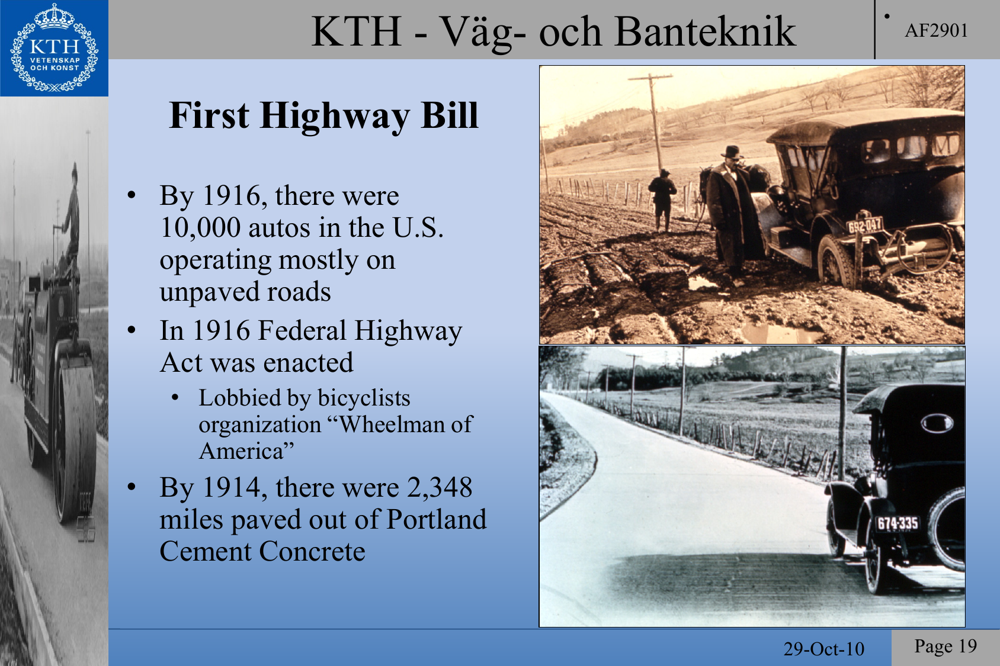 KTH
VETENSKAP
OCH KONST
KTH - Väg- och Banteknik
• AF2901
First Highway Bill
• By 1916, there were
10,000 autos in the U.S.
operating mostly on
unpaved roads
• In 1916 Federal Highway
Act was enacted
• Lobbied by bicyclists
organization “Wheelman of
America”
• By 1914, there were 2,348
miles paved out of Portland
Cement Concrete
692-047
674-335
29-Oct-10
Page 19